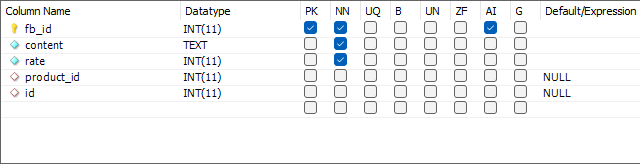 Column Name Datatype PK NN UQ B UN ZF AI G Default/Expression
fb_id INT(11)
content TEXT
rate INT(11)
product_id INT(11) NULL
id INT(11) NULL